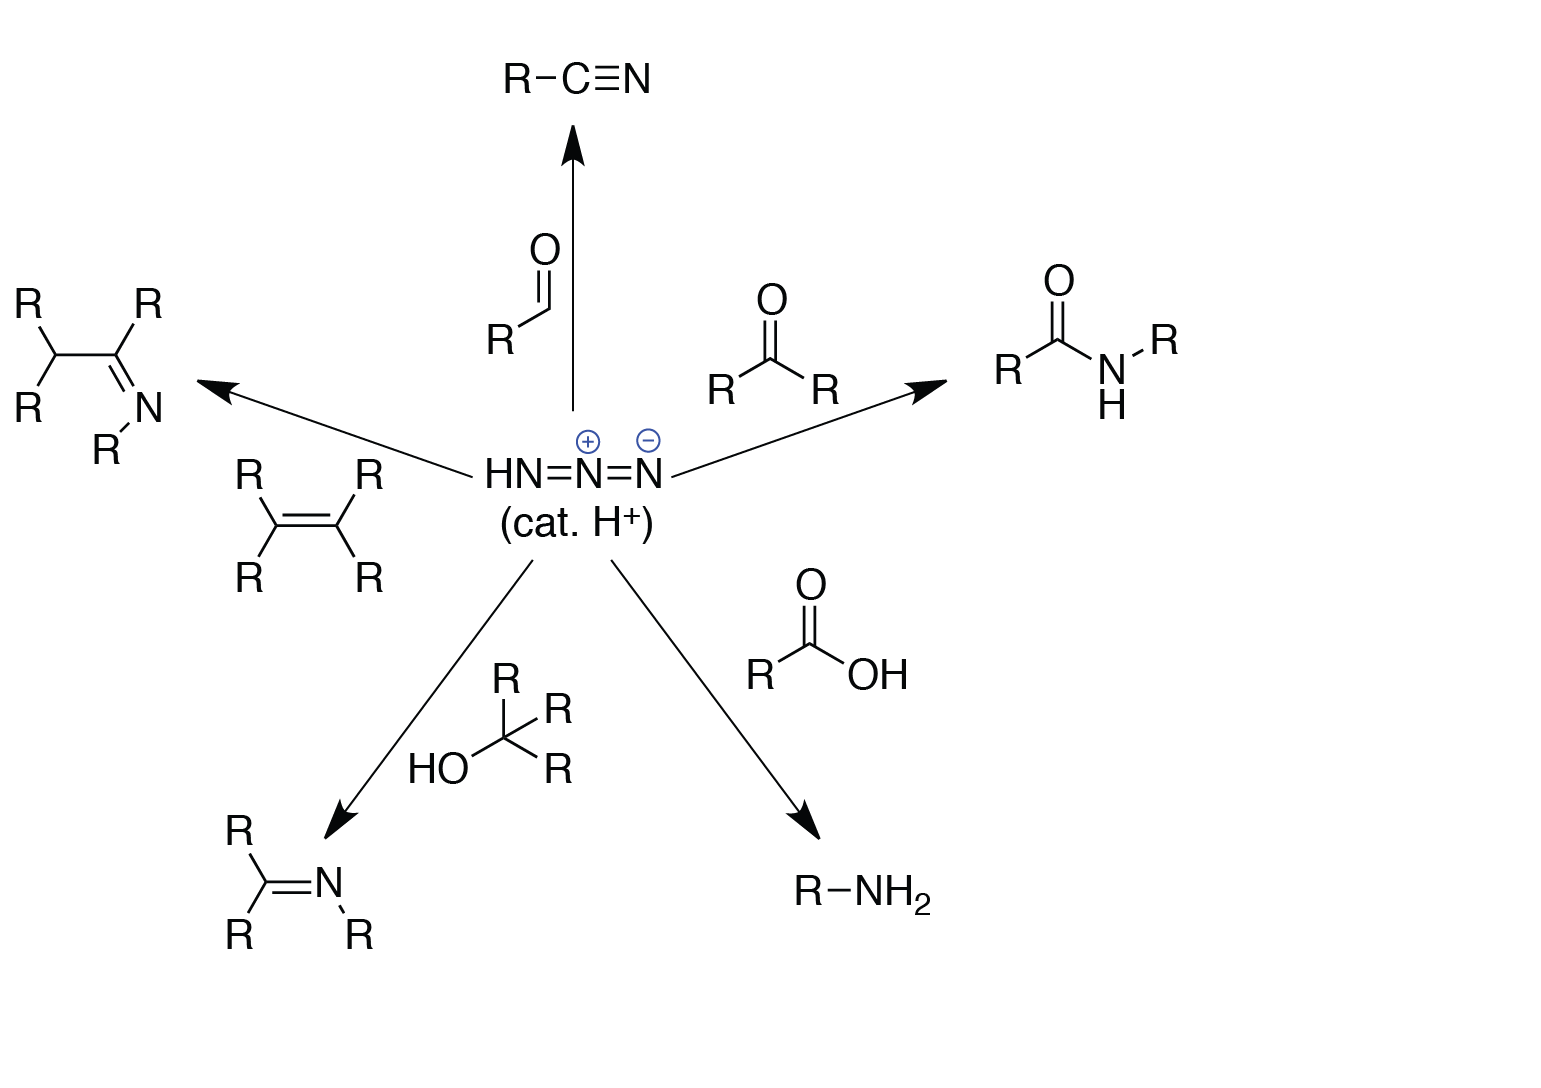 R–C≡N
O
R
O
R R
O
R N R
H
R R
R N
R
HN=N=N
⊕ ⊖
(cat. H⁺)
R R
R R
O
R OH
R
R
HO R
R
N
R R
R–NH₂